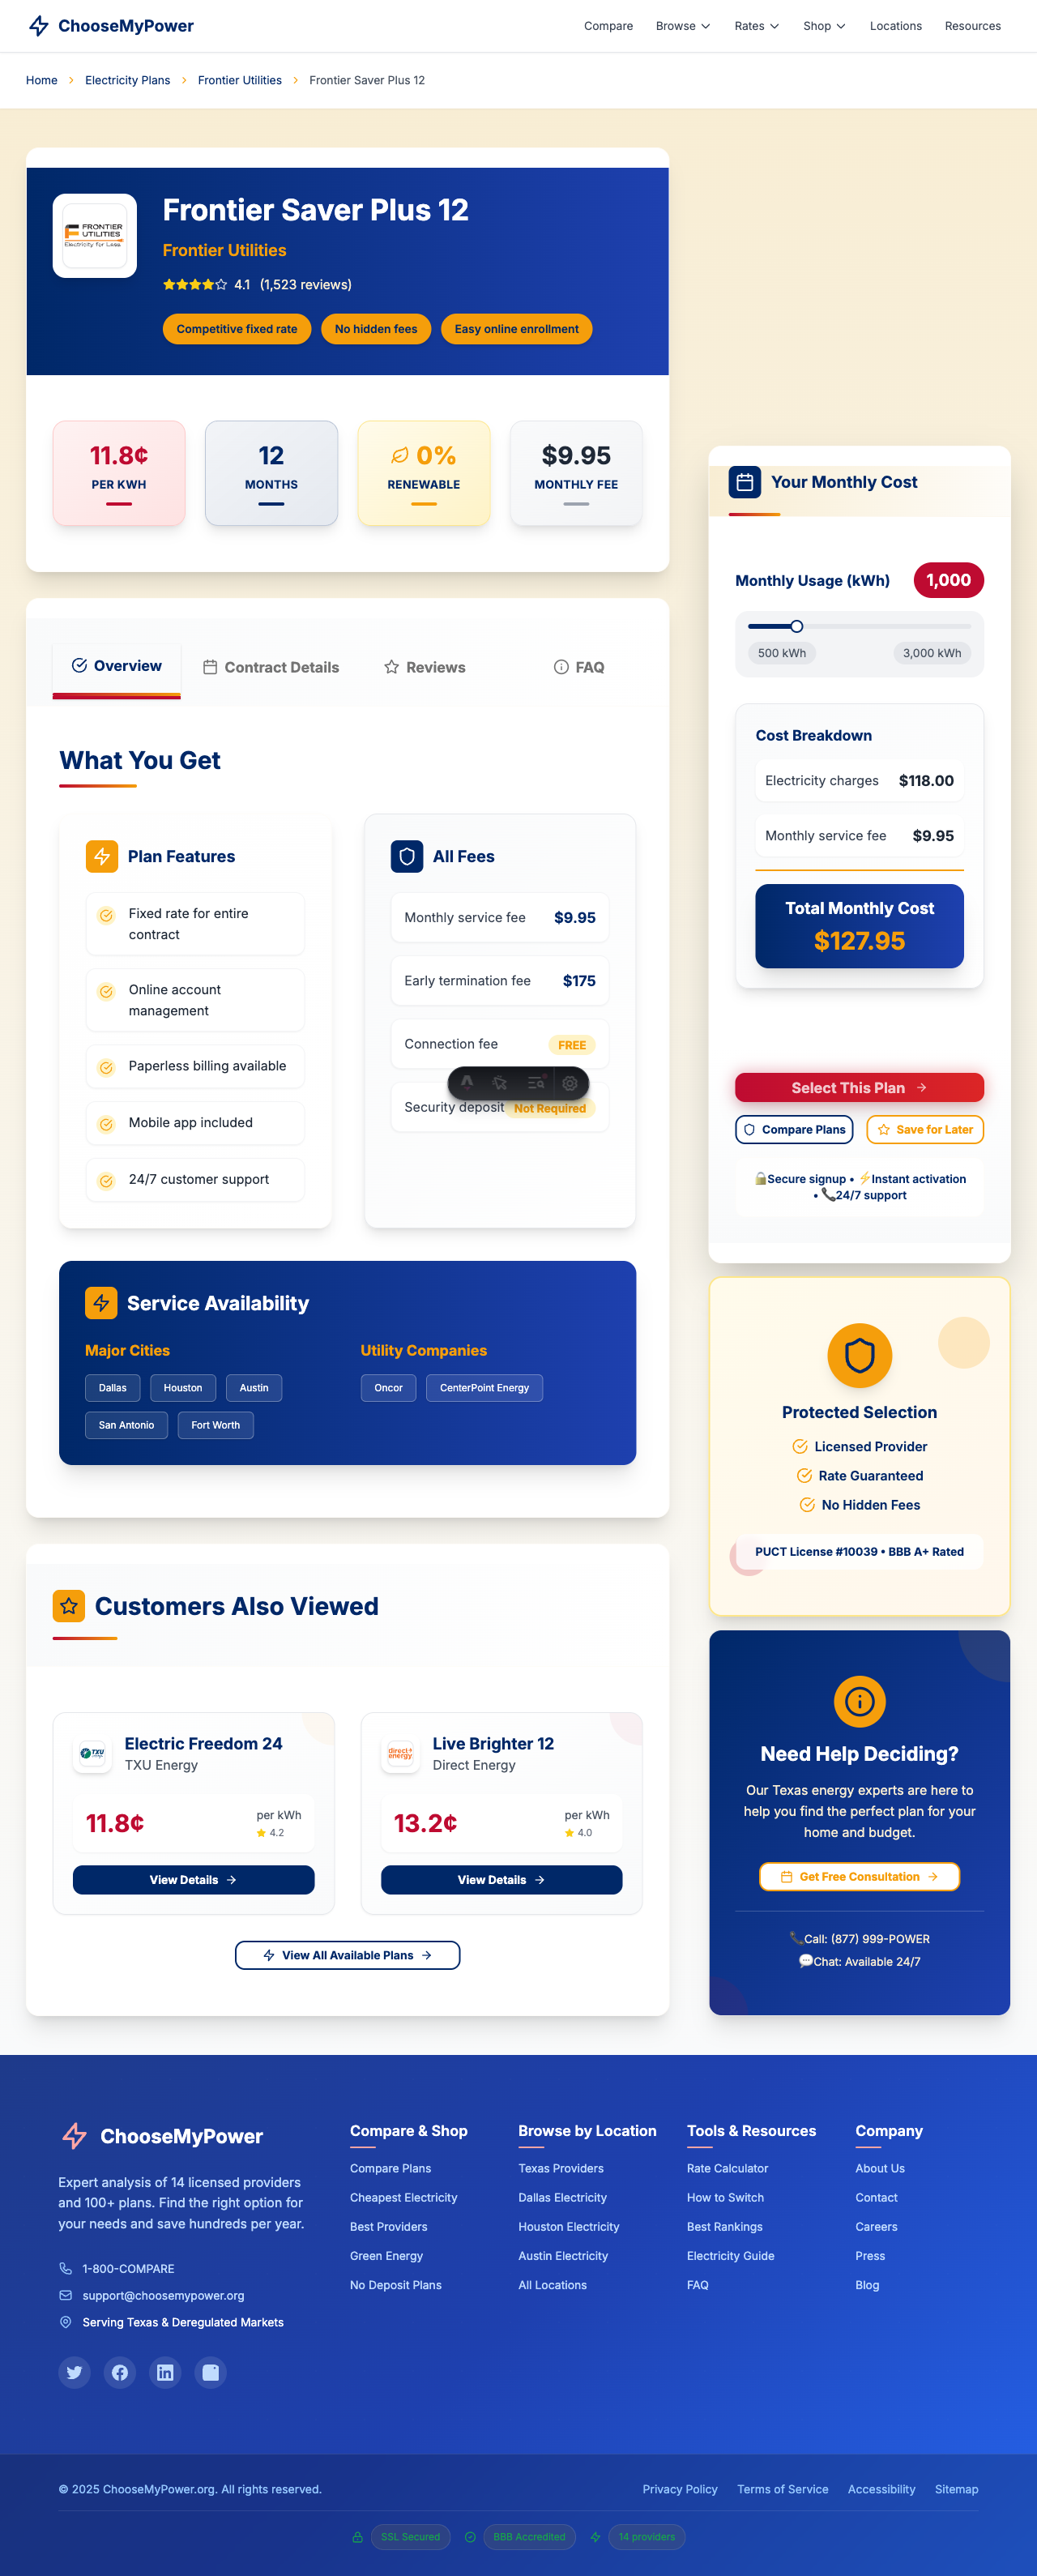 ChooseMyPower
Compare
Browse
Rates
Shop
Locations
Resources
Home
Electricity Plans
Frontier Utilities
Frontier Saver Plus 12
FRONTIER
UTILITIES
Electricity for Less.
Frontier Saver Plus 12
Frontier Utilities
4.1 (1,523 reviews)
Competitive fixed rate
No hidden fees
Easy online enrollment
11.8¢
PER KWH
12
MONTHS
0%
RENEWABLE
$9.95
MONTHLY FEE
Overview
Contract Details
Reviews
FAQ
What You Get
Plan Features
Fixed rate for entire
contract
Online account
management
Paperless billing available
Mobile app included
24/7 customer support
All Fees
Monthly service fee $9.95
Early termination fee $175
Connection fee FREE
Security deposit Not Required
Service Availability
Major Cities
Dallas
Houston
Austin
San Antonio
Fort Worth
Utility Companies
Oncor
CenterPoint Energy
Customers Also Viewed
TXU
Electric Freedom 24
TXU Energy
11.8¢
per kWh
4.2
View Details
direct
energy
Live Brighter 12
Direct Energy
13.2¢
per kWh
4.0
View Details
View All Available Plans
Your Monthly Cost
Monthly Usage (kWh) 1,000
500 kWh
3,000 kWh
Cost Breakdown
Electricity charges $118.00
Monthly service fee $9.95
Total Monthly Cost
$127.95
Select This Plan
Compare Plans
Save for Later
🔒Secure signup • ⚡Instant activation
• 📞24/7 support
Protected Selection
Licensed Provider
Rate Guaranteed
No Hidden Fees
PUCT License #10039 • BBB A+ Rated
Need Help Deciding?
Our Texas energy experts are here to
help you find the perfect plan for your
home and budget.
Get Free Consultation
📞Call: (877) 999-POWER
💬Chat: Available 24/7
ChooseMyPower
Expert analysis of 14 licensed providers
and 100+ plans. Find the right option for
your needs and save hundreds per year.
1-800-COMPARE
support@choosemypower.org
Serving Texas & Deregulated Markets
Compare & Shop
Compare Plans
Cheapest Electricity
Best Providers
Green Energy
No Deposit Plans
Browse by Location
Texas Providers
Dallas Electricity
Houston Electricity
Austin Electricity
All Locations
Tools & Resources
Rate Calculator
How to Switch
Best Rankings
Electricity Guide
FAQ
Company
About Us
Contact
Careers
Press
Blog
© 2025 ChooseMyPower.org. All rights reserved.
Privacy Policy
Terms of Service
Accessibility
Sitemap
SSL Secured
BBB Accredited
14 providers